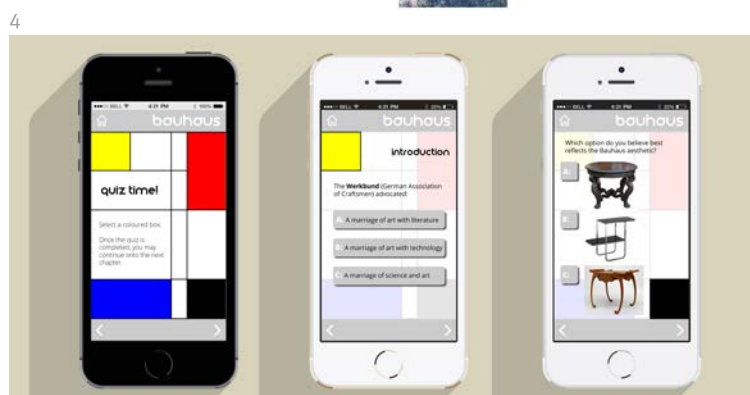 4
BELL 4:21 PM 100%
bauhaus
quiz time!
Select a coloured box.
Once the quiz is
completed, you may
continue onto the next
chapter.
BELL 4:21 PM 22%
bauhaus
introduction
The Werkbund (German Association
of Craftsmen) advocated:
A. A marriage of art with literature
B. A marriage of art with technology
C. A marriage of science and art
BELL 4:21 PM 22%
bauhaus
Which option do you believe best
reflects the Bauhaus aesthetic?
A:
B:
C: